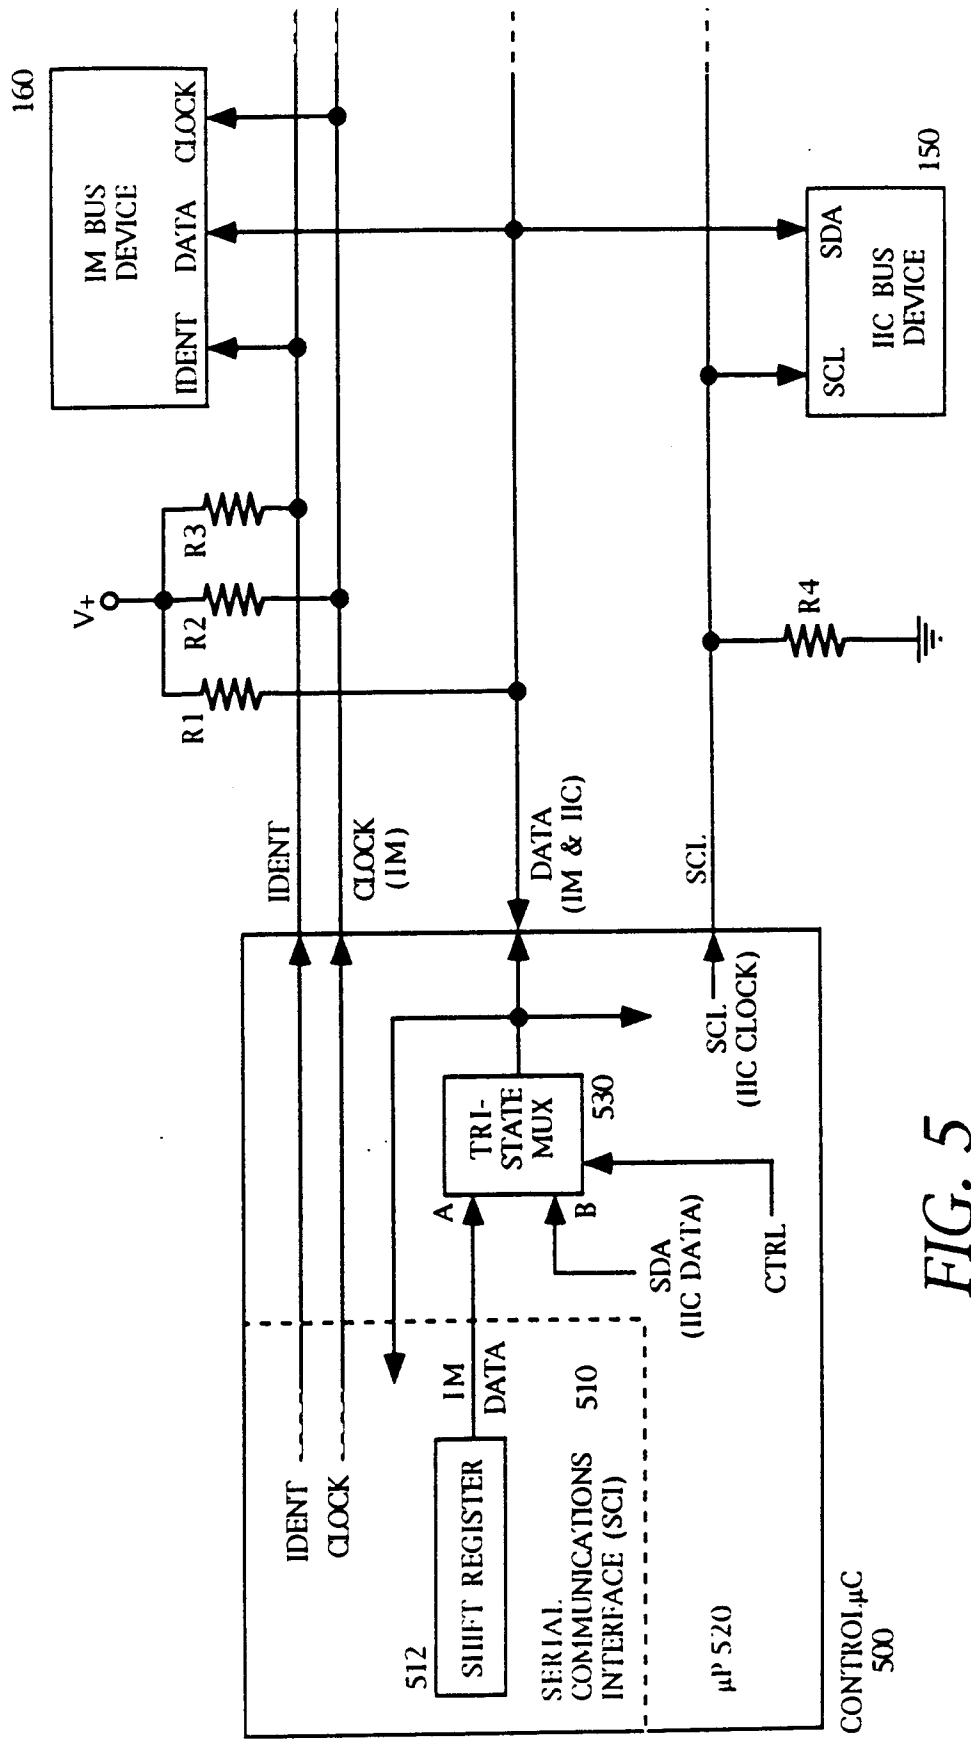 IDENT
CLOCK
512
SHIFT REGISTER
IM
DATA
SERIAL
COMMUNICATIONS
INTERFACE (SCI)
510
μP 520
CONTROL μC
500
A
B
TRI-
STATE
MUX
530
SDA
(IIC DATA)
CTRL
SCL
(IIC CLOCK)
IDENT
CLOCK
(IM)
DATA
(IM & IIC)
SCL
V+
R1
R2
R3
R4
160
IM BUS
DEVICE
IDENT
DATA
CLOCK
150
IIC BUS
DEVICE
SCL
SDA
FIG. 5